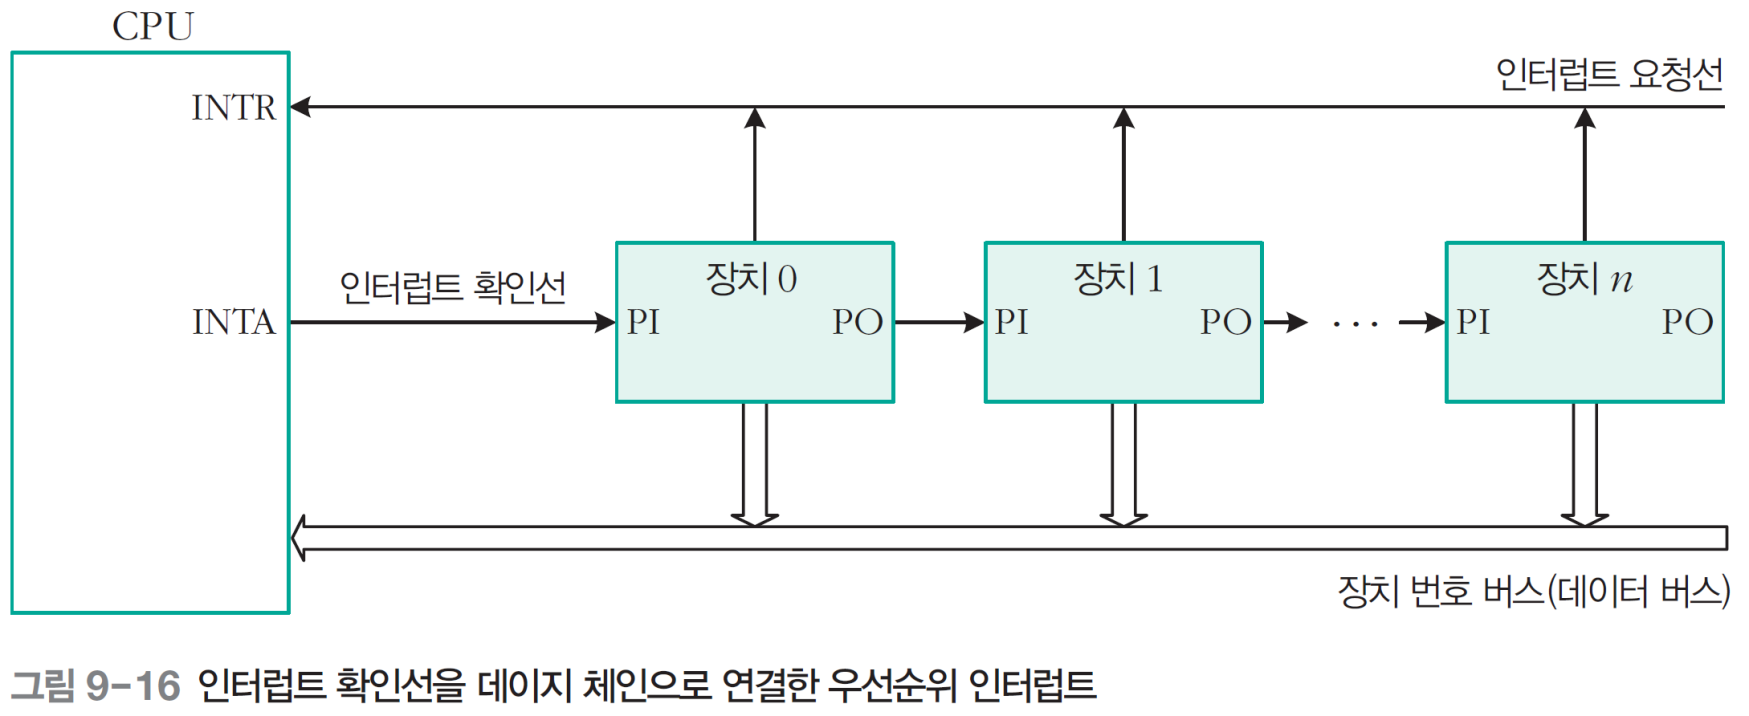 CPU
인터럽트 요청선
INTR
인터럽트 확인선
장치 0
장치 1
장치 n
INTA
PI
PO
PI
PO
...
PI
PO
장치 번호 버스(데이터 버스)
그림 9-16 인터럽트 확인선을 데이지 체인으로 연결한 우선순위 인터럽트